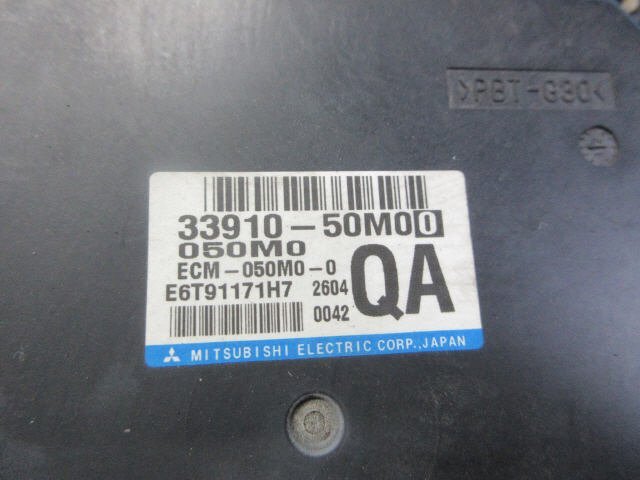 >PBT-G30<
33910-50M00
050M0
ECM-050M0-0
E6T91171H7 2604
0042
QA
MITSUBISHI ELECTRIC CORP., JAPAN